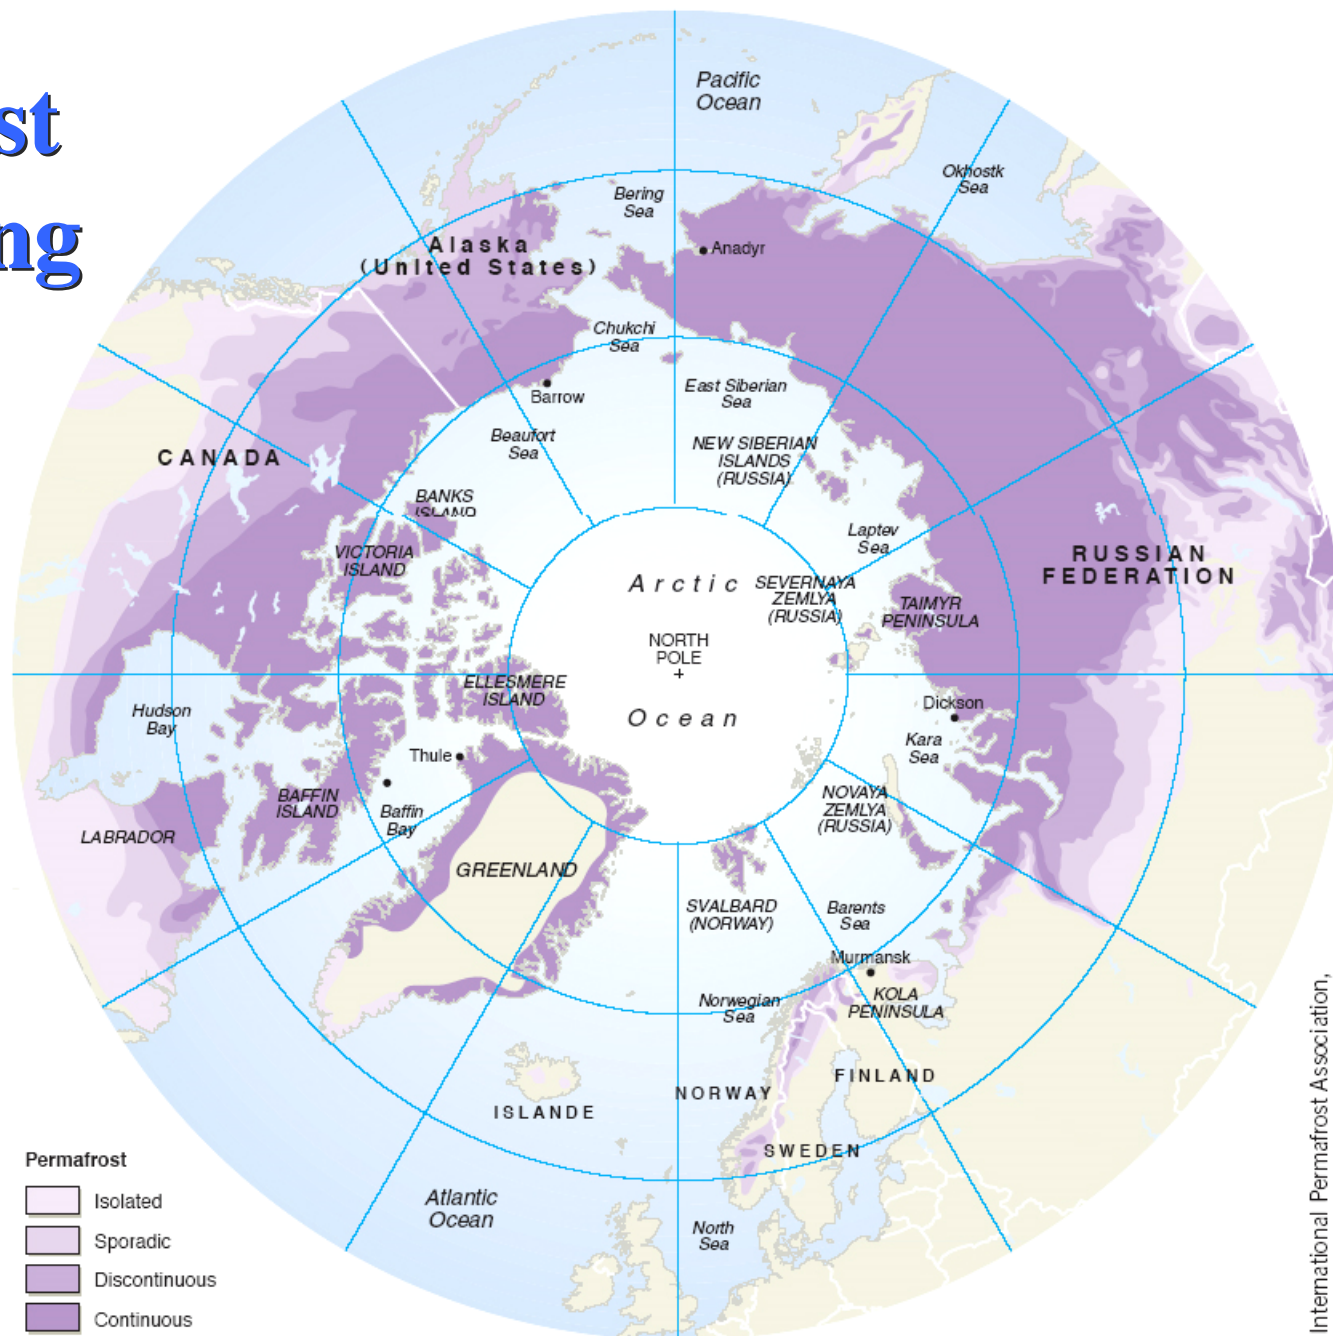 st
ng
Pacific
Ocean
Okhostk
Sea
Bering
Sea
Alaska
(United States)
Anadyr
Chukchi
Sea
East Siberian
Sea
Barrow
Beaufort
Sea
NEW SIBERIAN
ISLANDS
(RUSSIA)
CANADA
BANKS
ISLAND
Laptev
Sea
VICTORIA
ISLAND
RUSSIAN
FEDERATION
Arctic
SEVERNAYA
ZEMLYA
(RUSSIA)
TAIMYR
PENINSULA
NORTH
POLE
+
ELLESMERE
ISLAND
Ocean
Dickson
Hudson
Bay
Kara
Sea
Thule
BAFFIN
ISLAND
Baffin
Bay
NOVAYA
ZEMLYA
(RUSSIA)
LABRADOR
GREENLAND
SVALBARD
(NORWAY)
Barents
Sea
Murmansk
KOLA
PENINSULA
Norwegian
Sea
FINLAND
NORWAY
ISLANDE
SWEDEN
Atlantic
Ocean
North
Sea
Permafrost
Isolated
Sporadic
Discontinuous
Continuous
International Permafrost Association,